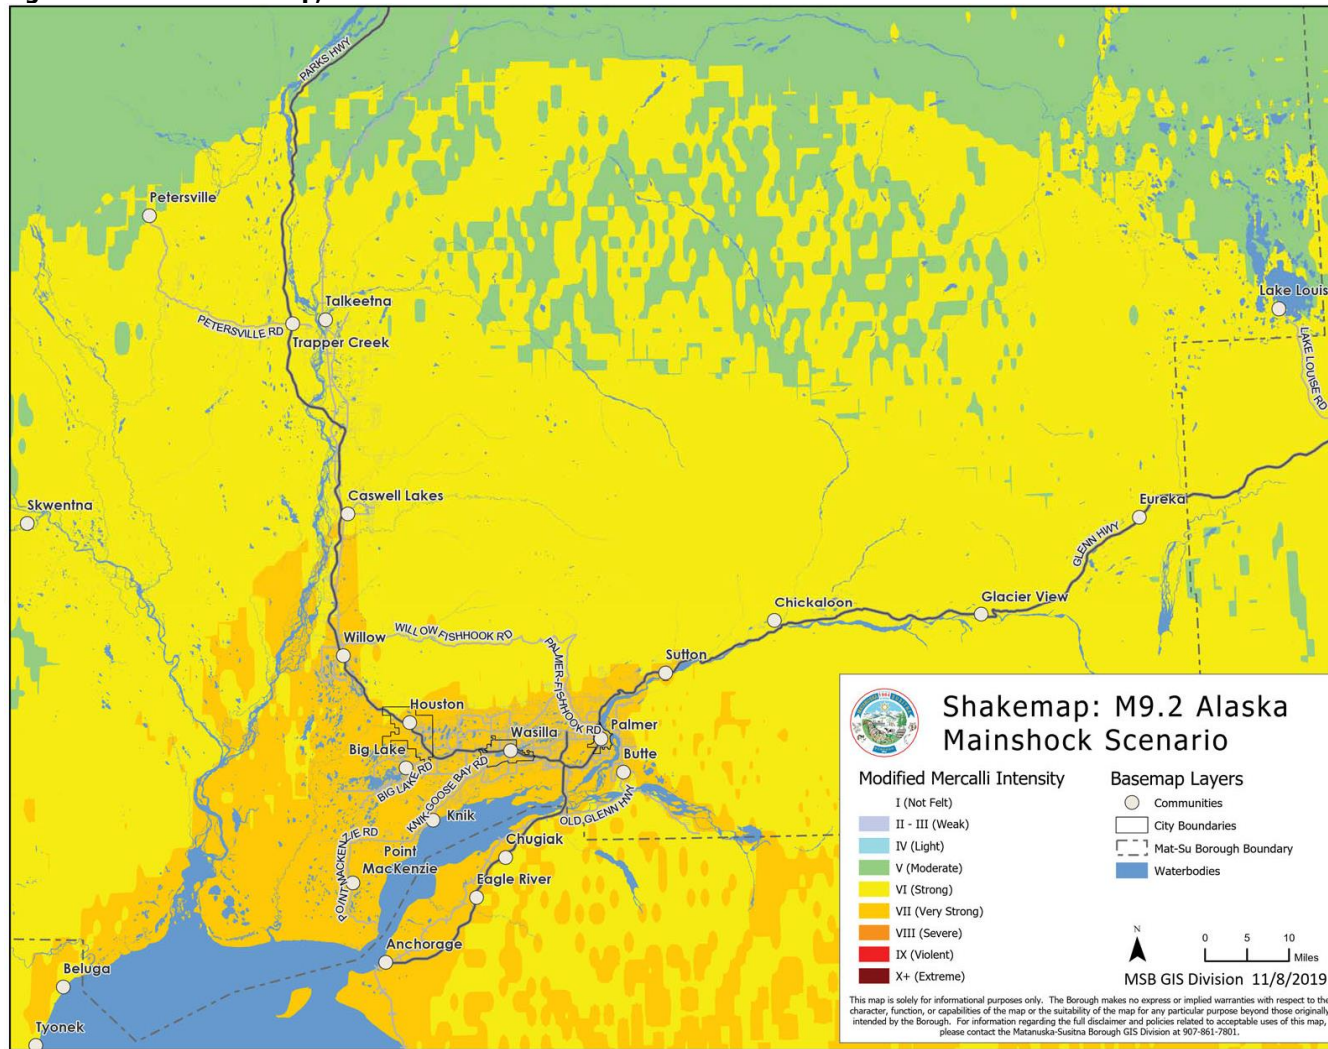 PARKS HWY
Petersville
Talkeetna
PETERSVILLE RD
Trapper Creek
Lake Louis
LAKE LOUISE RD
Caswell Lakes
Skwentna
Eureka
GLENN HWY
Glacier View
Chickaloon
WILLOW FISHHOOK RD
Willow
PALMER-FISHHOOK RD
Sutton
Houston
Wasilla
Palmer
Big Lake
Butte
BIG LAKE RD
KNIK-GOOSE BAY RD
Knik
OLD GLENN HWY
POINT MACKENZIE RD
Point
MacKenzie
Chugiak
Eagle River
Anchorage
Beluga
Tyonek
Shakemap: M9.2 Alaska
Mainshock Scenario
Modified Mercalli Intensity
I (Not Felt)
II - III (Weak)
IV (Light)
V (Moderate)
VI (Strong)
VII (Very Strong)
VIII (Severe)
IX (Violent)
X+ (Extreme)
Basemap Layers
Communities
City Boundaries
Mat-Su Borough Boundary
Waterbodies
N
0 5 10
Miles
MSB GIS Division 11/8/2019
This map is solely for informational purposes only. The Borough makes no express or implied warranties with respect to the
character, function, or capabilities of the map or the suitability of the map for any particular purpose beyond those originally
intended by the Borough. For information regarding the full disclaimer and policies related to acceptable uses of this map,
please contact the Matanuska-Susitna Borough GIS Division at 907-861-7801.